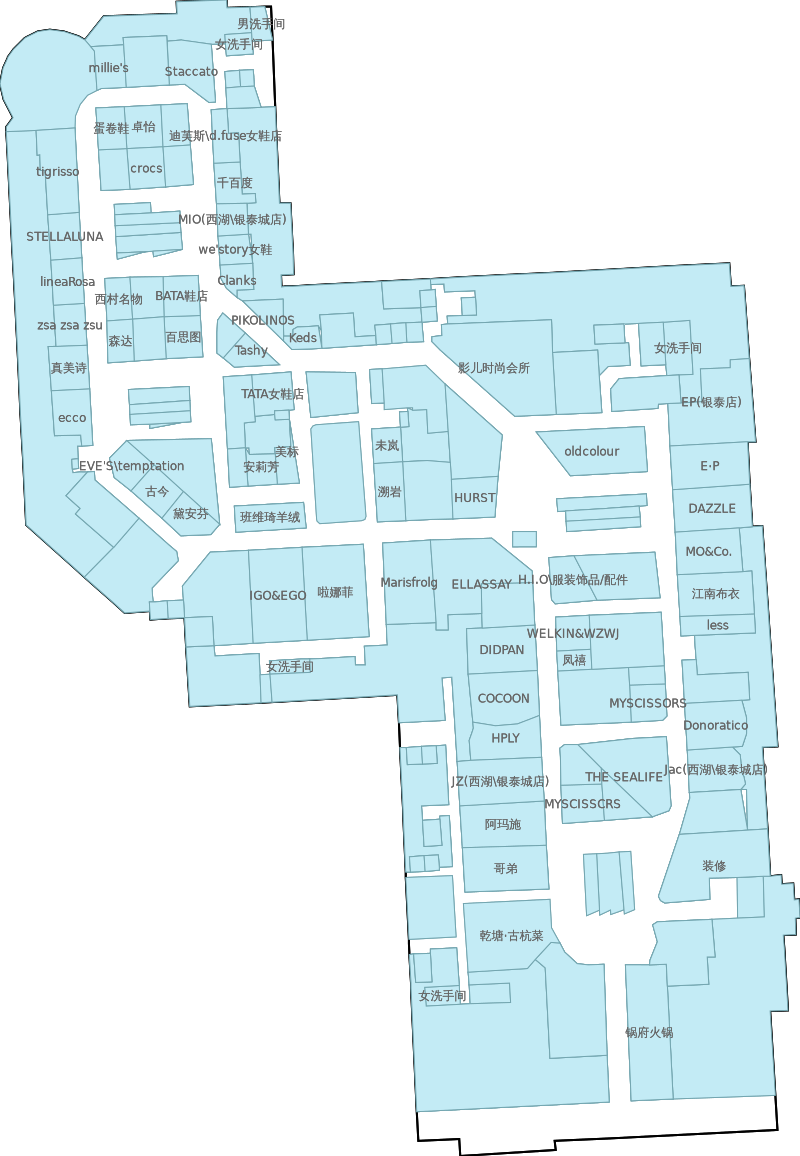 男洗手间
女洗手间
millie's
Staccato
蛋卷鞋
卓怡
迪芙斯\d.fuse女鞋店
crocs
tigrisso
千百度
MIO(西湖\银泰城店)
STELLALUNA
we'story女鞋
lineaRosa
Clanks
西村名物
BATA鞋店
PIKOLINOS
zsa zsa zsu
森达
百思图
Keds
Tashy
女洗手间
真美诗
影儿时尚会所
TATA女鞋店
EP(银泰店)
ecco
未岚
美标
oldcolour
EVE'S\temptation
安莉芳
E·P
古今
溯岩
HURST
DAZZLE
黛安芬
班维琦羊绒
MO&Co.
Marisfrolg
ELLASSAY
H.I.O\服装饰品/配件
IGO&EGO
啦娜菲
江南布衣
less
WELKIN&WZWJ
DIDPAN
凤禧
女洗手间
COCOON
MYSCISSORS
Donoratico
HPLY
Jac(西湖\银泰城店)
THE SEALIFE
JZ(西湖\银泰城店)
MYSCISSCRS
阿玛施
哥弟
装修
乾塘·古杭菜
女洗手间
锅府火锅